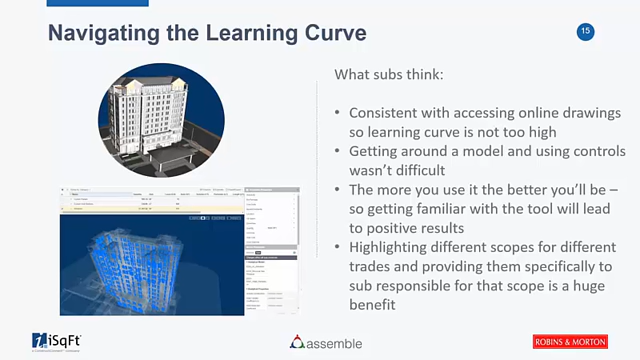 Navigating the Learning Curve
15
What subs think:
• Consistent with accessing online drawings
so learning curve is not too high
• Getting around a model and using controls
wasn't difficult
• The more you use it the better you'll be –
so getting familiar with the tool will lead
to positive results
• Highlighting different scopes for different
trades and providing them specifically to
sub responsible for that scope is a huge
benefit
iSqFt
assemble
ROBINS & MORTON